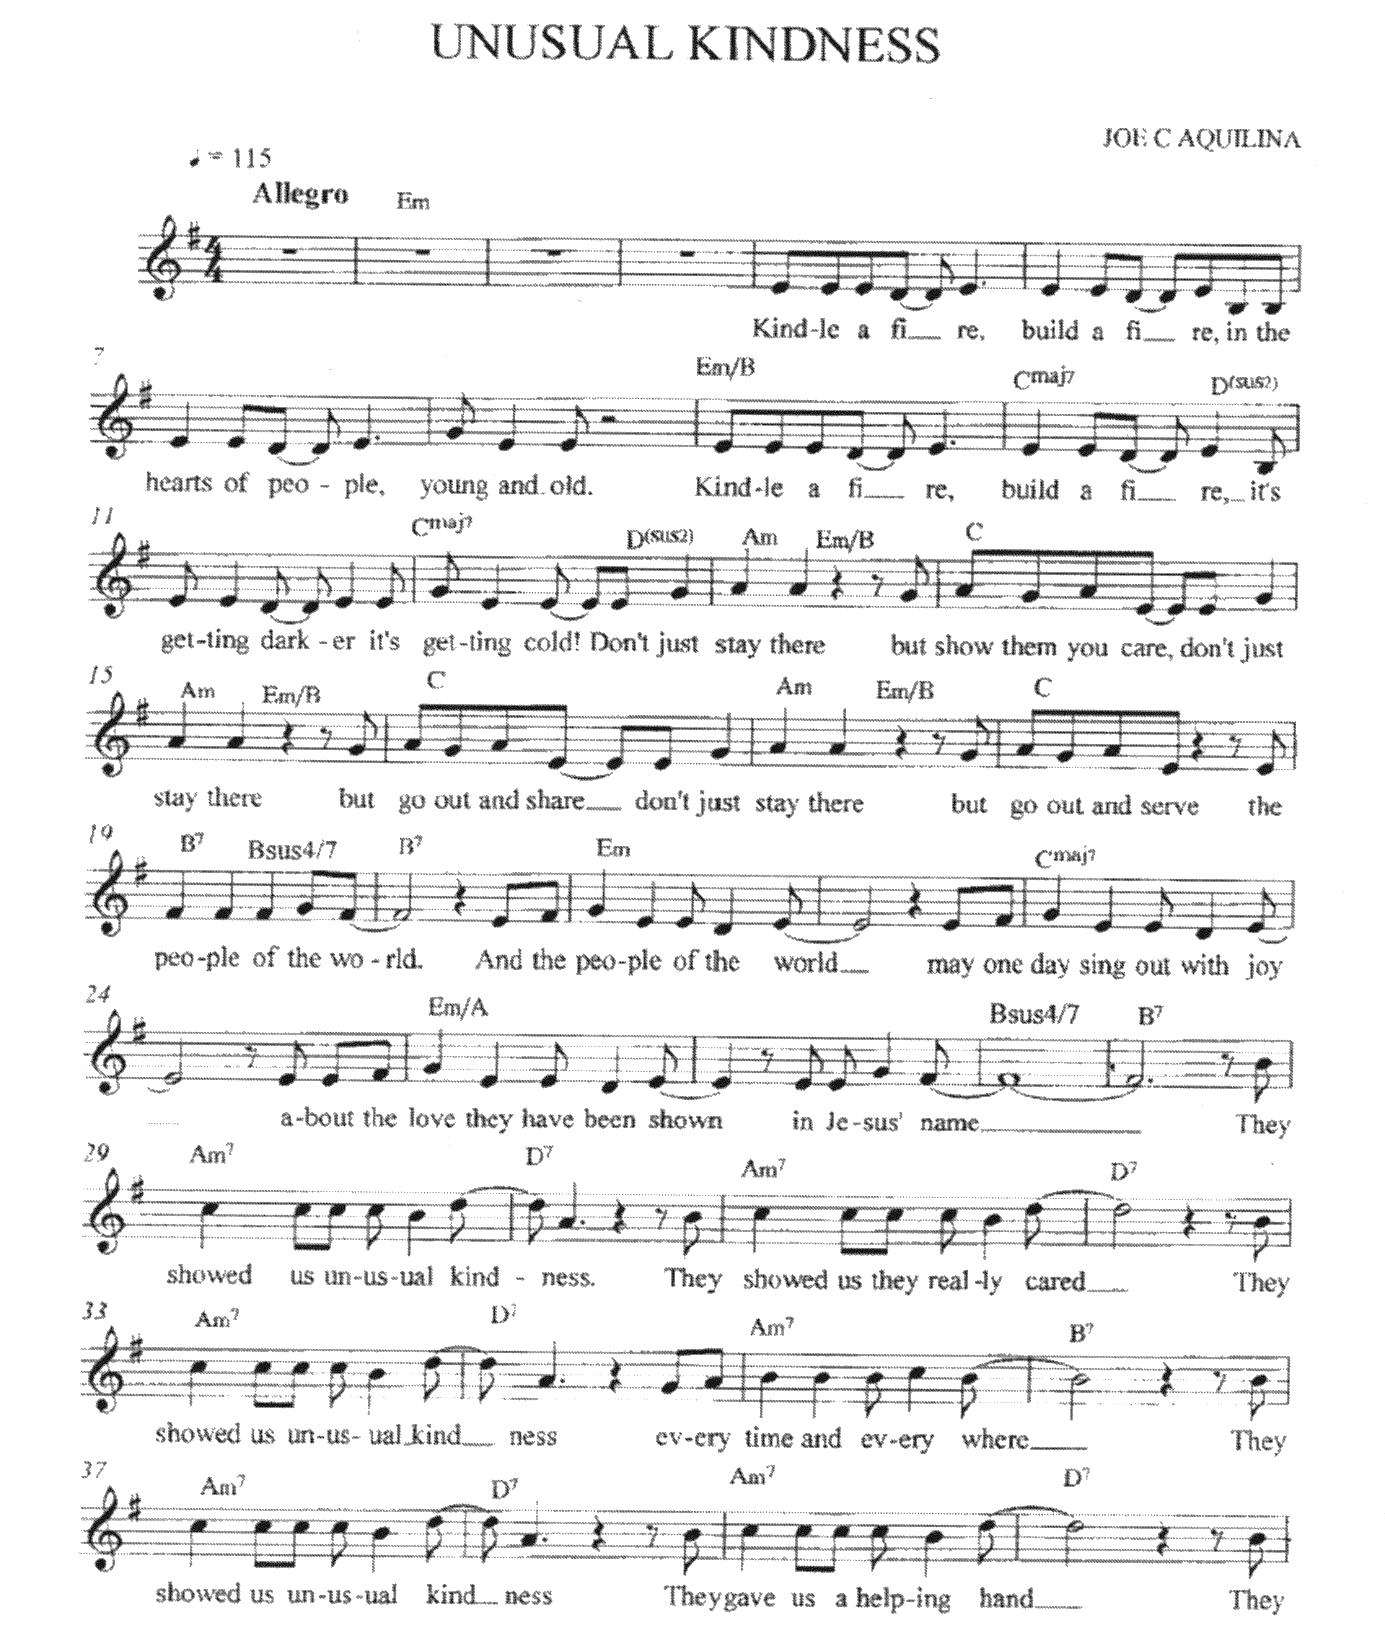 UNUSUAL KINDNESS
JOE C AQUILINA
♩ = 115
Allegro Em
4/4
Kind-le a fi__ re, build a fi__ re, in the
7
Em/B Cmaj7 D(sus2)
hearts of peo - ple, young and old. Kind-le a fi__ re, build a fi__ re,_ it's
11
Cmaj7 D(sus2) Am Em/B C
get-ting dark-er it's get-ting cold! Don't just stay there but show them you care, don't just
15
Am Em/B C Am Em/B C
stay there but go out and share__ don't just stay there but go out and serve the
19
B7 Bsus4/7 B7 Em Cmaj7
peo-ple of the wo-rld. And the peo-ple of the world__ may one day sing out with joy
24
Em/A Bsus4/7 B7
__ a-bout the love they have been shown in Je-sus' name__ They
29
Am7 D7 Am7 D7
showed us un-us-ual kind - ness. They showed us they real-ly cared__ They
33
Am7 D7 Am7 B7
showed us un-us- ual_kind__ ness ev-ery time and ev-ery where__ They
37
Am7 D7 Am7 D7
showed us un-us-ual kind__ ness They gave us a help-ing hand__ They